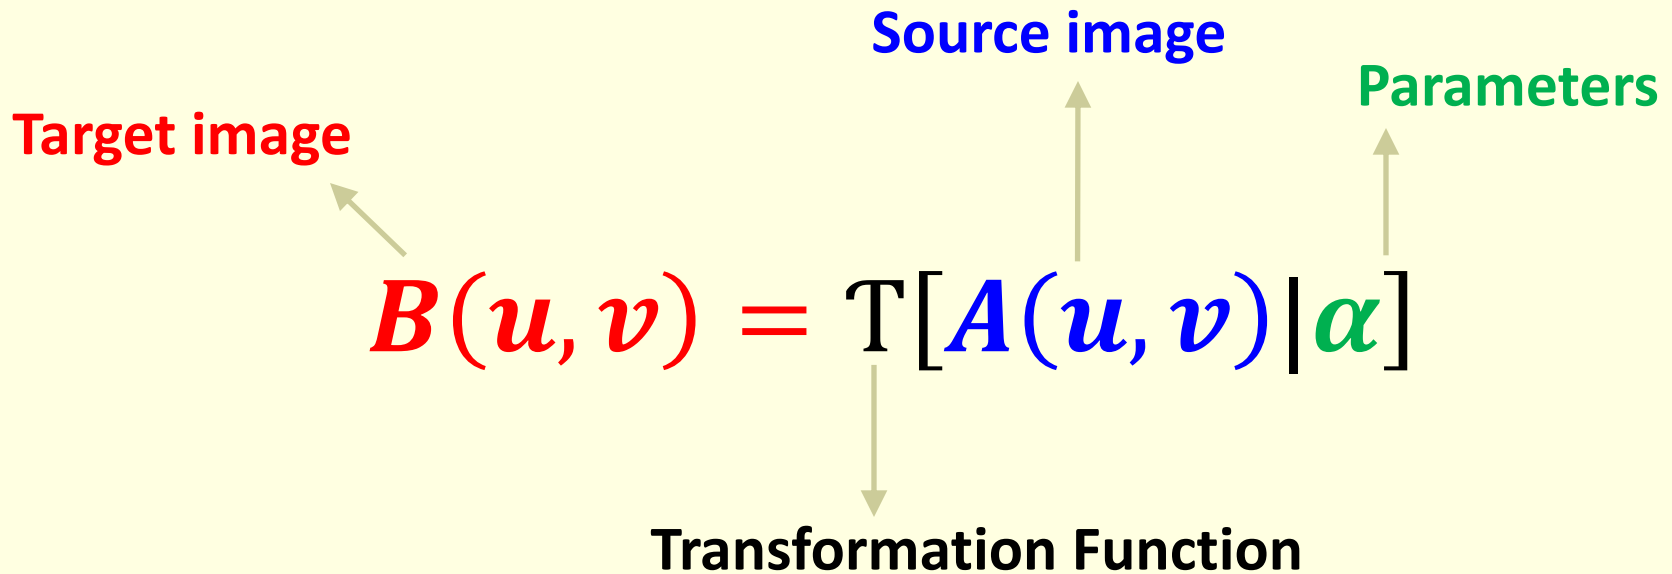 Source image
Parameters
Target image
B(u, v) = T[A(u, v)|α]
Transformation Function